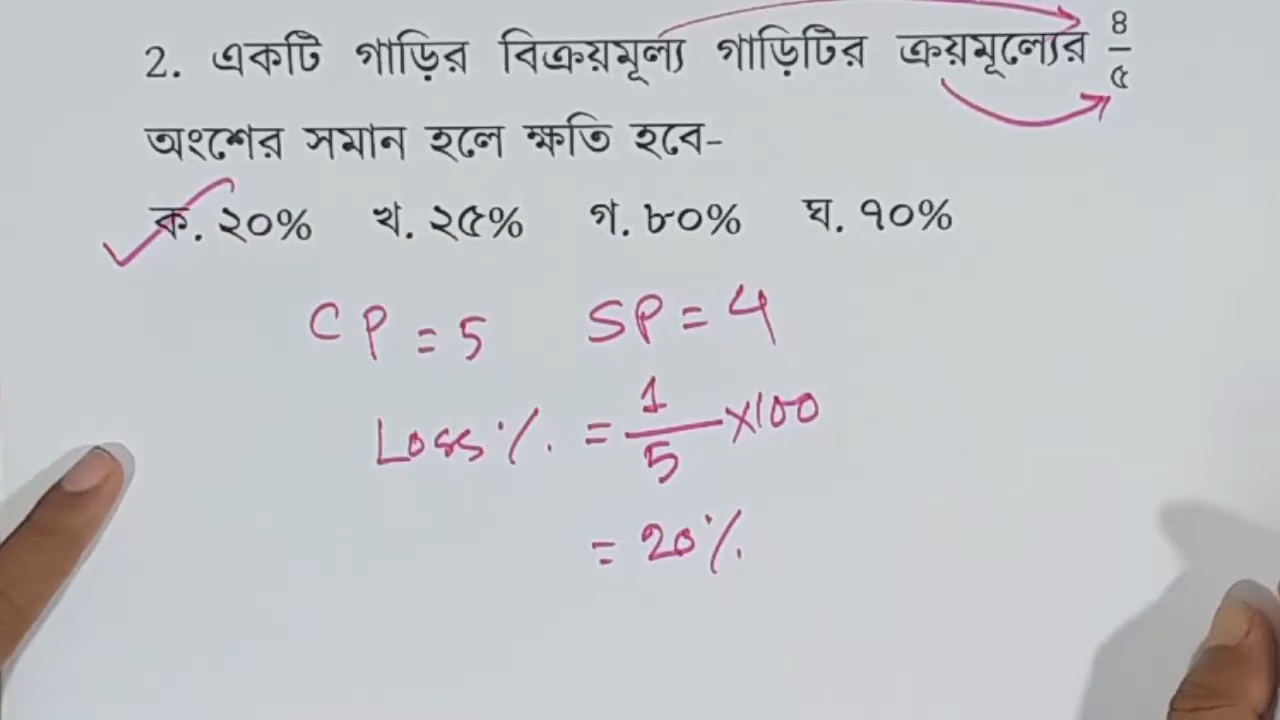 2. একটি গাড়ির বিক্রয়মূল্য গাড়িটির ক্রয়মূল্যের ৪/৫
অংশের সমান হলে ক্ষতি হবে-
ক. ২০% খ. ২৫% গ. ৮০% ঘ. ৭০%
CP = 5 SP = 4
Loss % = 1/5 ×100
= 20%